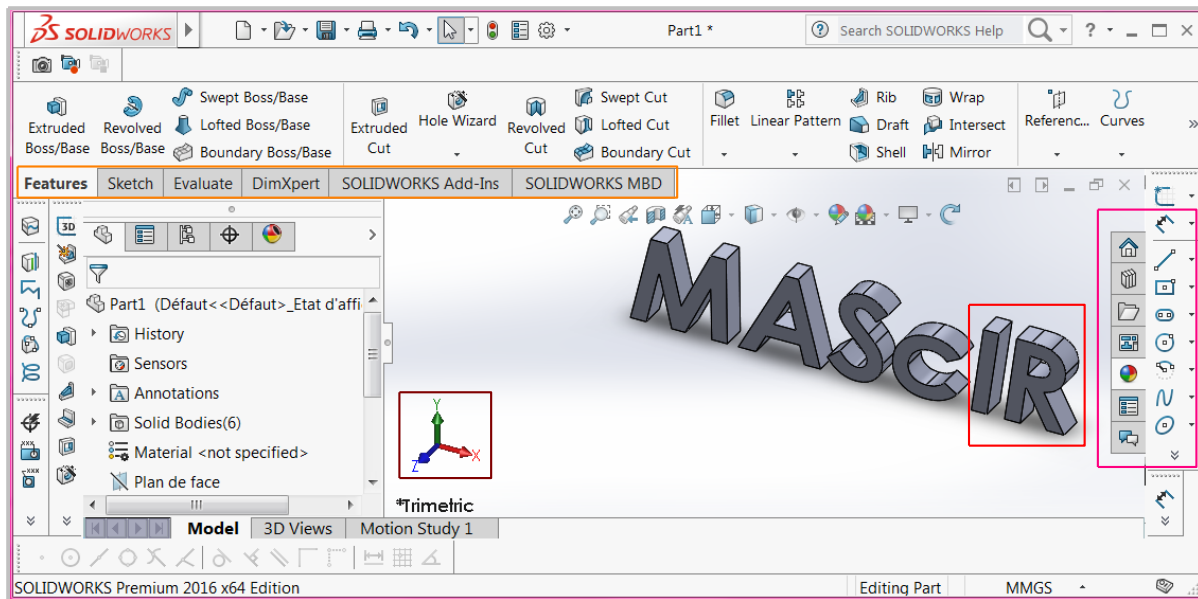 SOLIDWORKS Part1 * Search SOLIDWORKS Help ?
Extruded Boss/Base
Revolved Boss/Base
Swept Boss/Base
Lofted Boss/Base
Boundary Boss/Base
Extruded Cut
Hole Wizard
Revolved Cut
Swept Cut
Lofted Cut
Boundary Cut
Fillet
Linear Pattern
Rib
Draft
Shell
Wrap
Intersect
Mirror
Referenc...
Curves
Features Sketch Evaluate DimXpert SOLIDWORKS Add-Ins SOLIDWORKS MBD
3D
Part1 (Défaut<<Défaut>_Etat d'affi
History
Sensors
A Annotations
Solid Bodies(6)
Material <not specified>
Plan de face
MAScIR
Y
X
Z
*Trimetric
Model 3D Views Motion Study 1
SOLIDWORKS Premium 2016 x64 Edition Editing Part MMGS